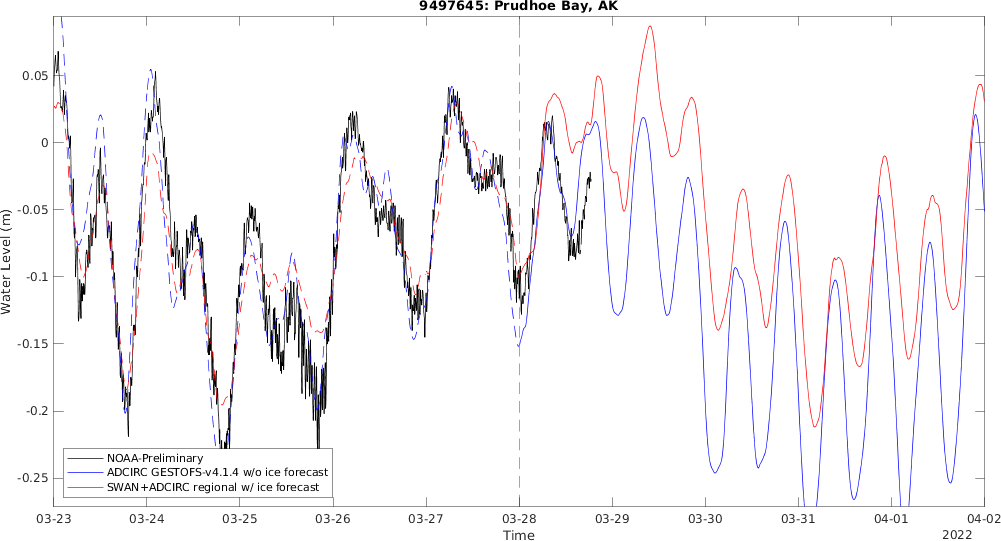 9497645: Prudhoe Bay, AK
Water Level (m)
0.05
0
-0.05
-0.1
-0.15
-0.2
-0.25
NOAA-Preliminary
ADCIRC GESTOFS-v4.1.4 w/o ice forecast
SWAN+ADCIRC regional w/ ice forecast
03-23 03-24 03-25 03-26 03-27 03-28 03-29 03-30 03-31 04-01 04-02
Time
2022